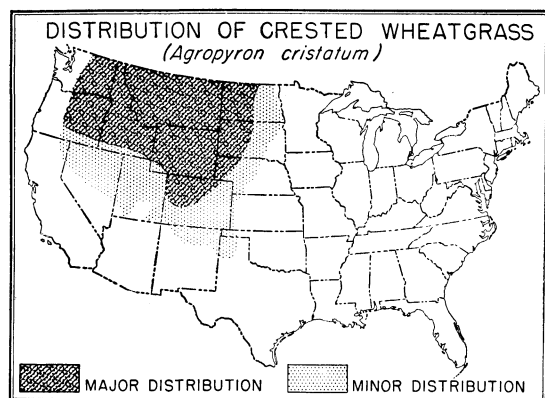 DISTRIBUTION OF CRESTED WHEATGRASS
(Agropyron cristatum)
MAJOR DISTRIBUTION
MINOR DISTRIBUTION